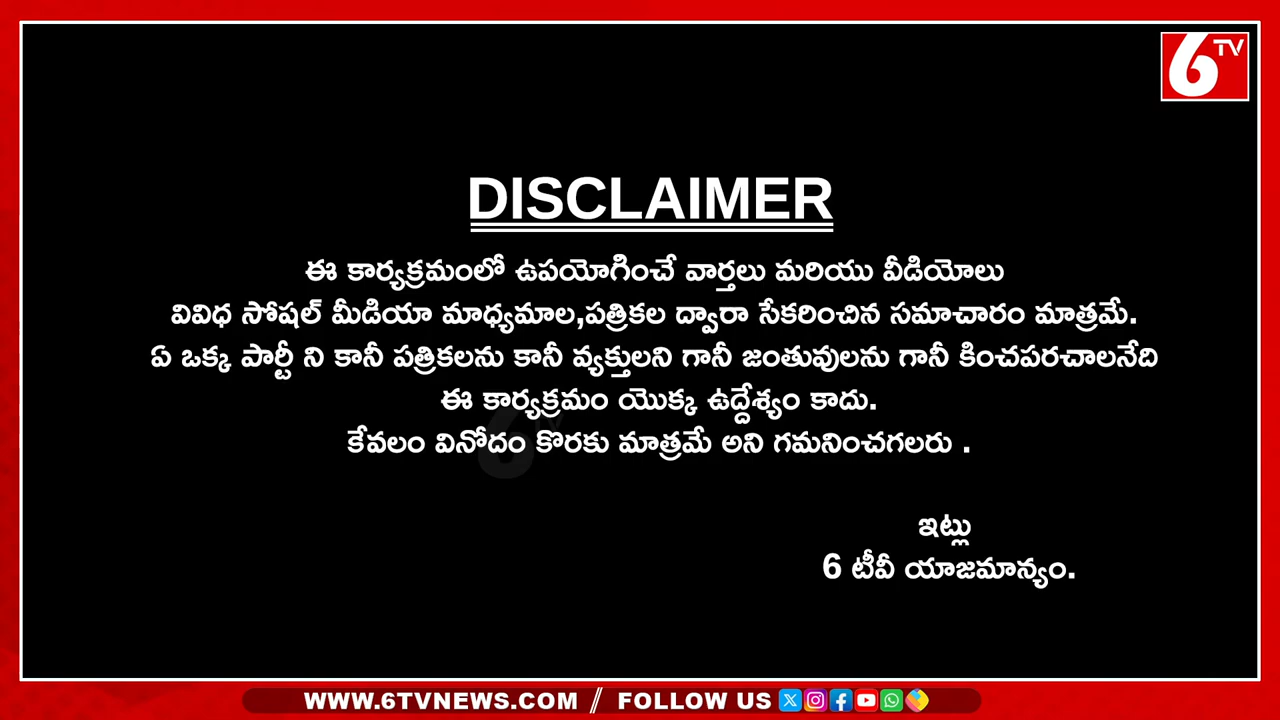 6TV
DISCLAIMER
ఈ కార్యక్రమంలో ఉపయోగించే వార్తలు మరియు వీడియోలు
వివిధ సోషల్ మీడియా మాధ్యమాల,పత్రికల ద్వారా సేకరించిన సమాచారం మాత్రమే.
ఏ ఒక్క పార్టీ ని కానీ పత్రికలను కానీ వ్యక్తులని గానీ జంతువులను గానీ కించపరచాలనేది
ఈ కార్యక్రమం యొక్క ఉద్దేశ్యం కాదు.
కేవలం వినోదం కొరకు మాత్రమే అని గమనించగలరు .
ఇట్లు
6 టీవీ యాజమాన్యం.
WWW.6TVNEWS.COM / FOLLOW US